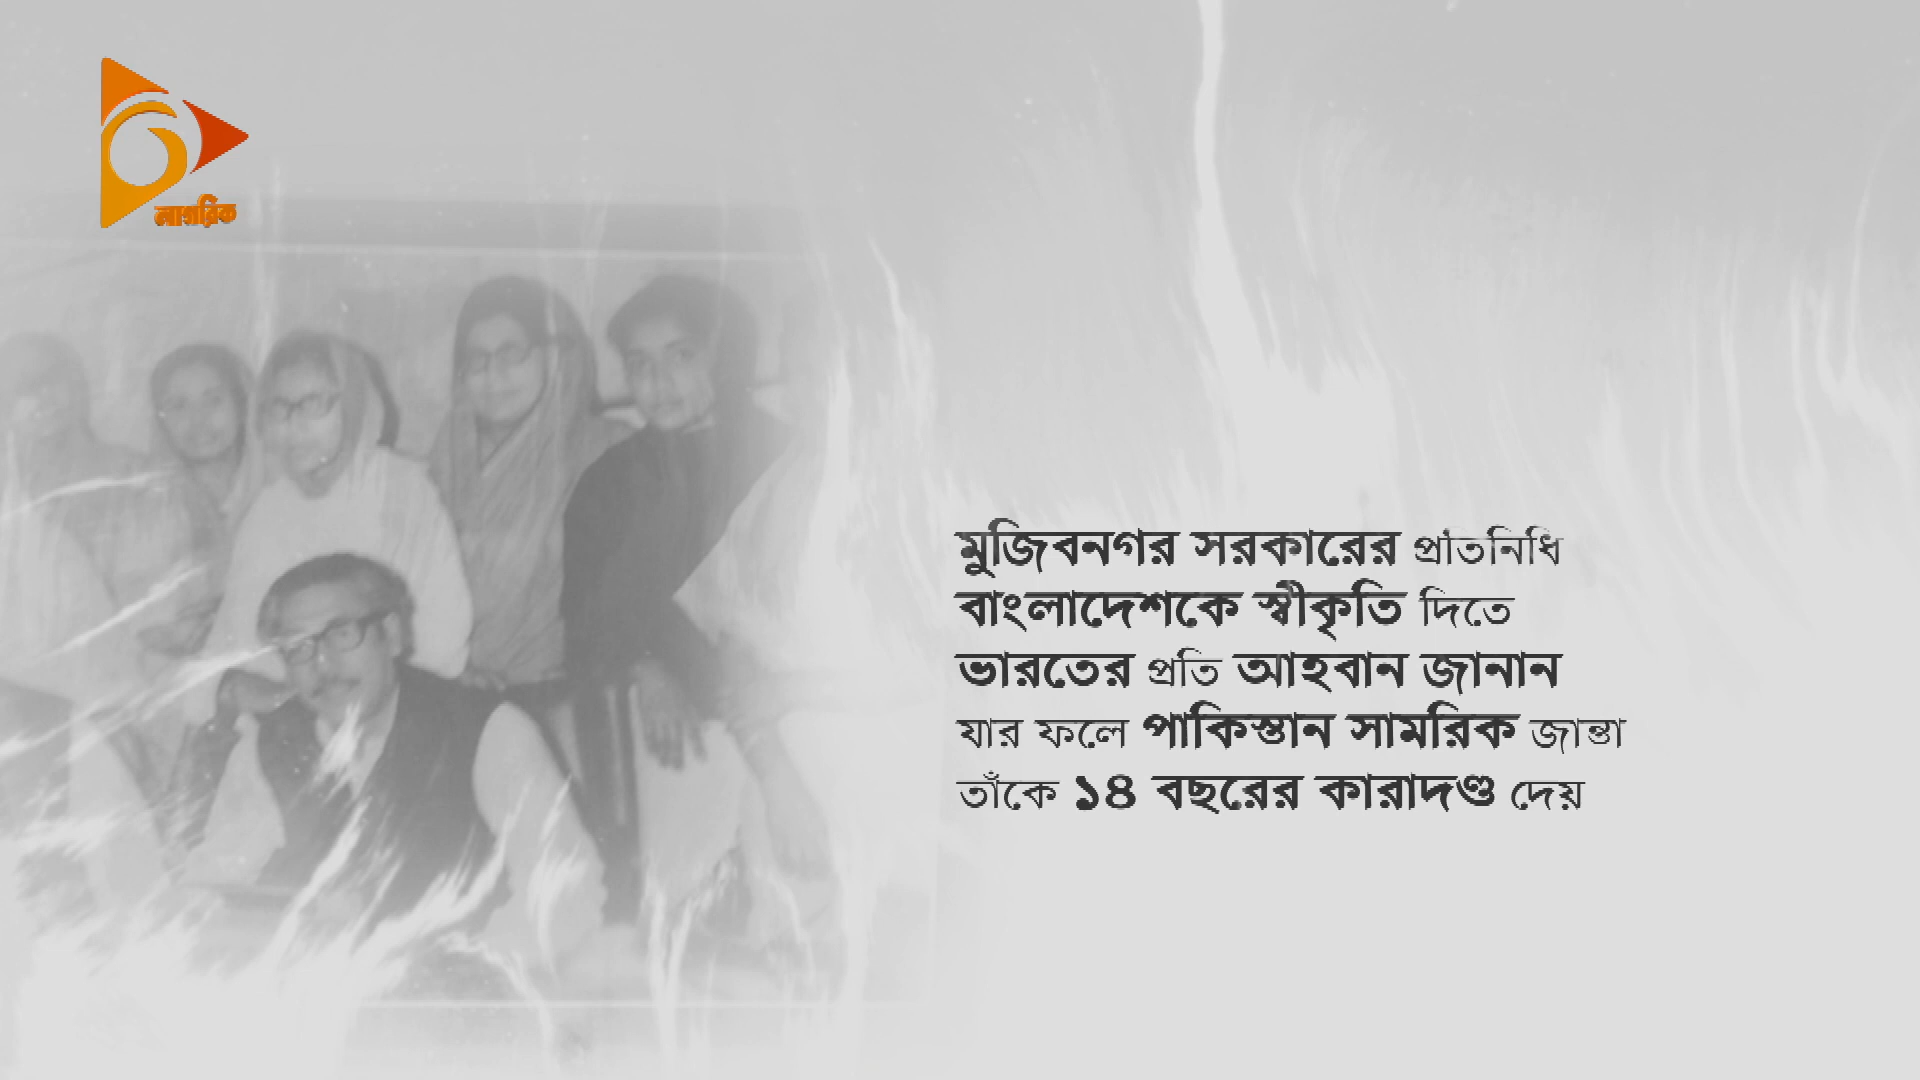 নাগরিক
মুজিবনগর সরকারের প্রতিনিধি
বাংলাদেশকে স্বীকৃতি দিতে
ভারতের প্রতি আহবান জানান
যার ফলে পাকিস্তান সামরিক জান্তা
তাঁকে ১৪ বছরের কারাদণ্ড দেয়